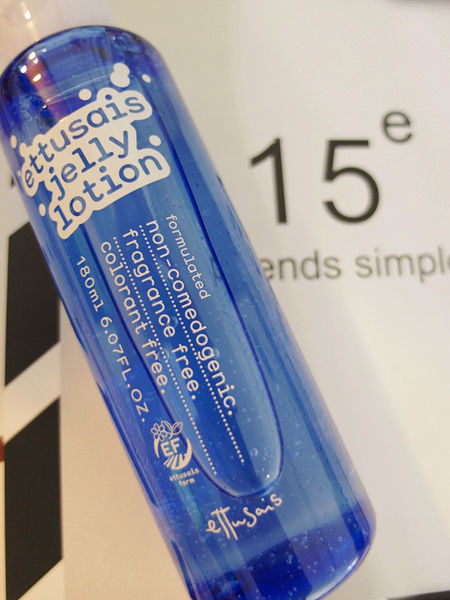 ettusais
jelly
lotion
formulated
non-comedogenic.
fragrance free.
colorant free.
180ml 6.07FL.OZ
EF
ettusais
farm
ettusais
15e
ends simple